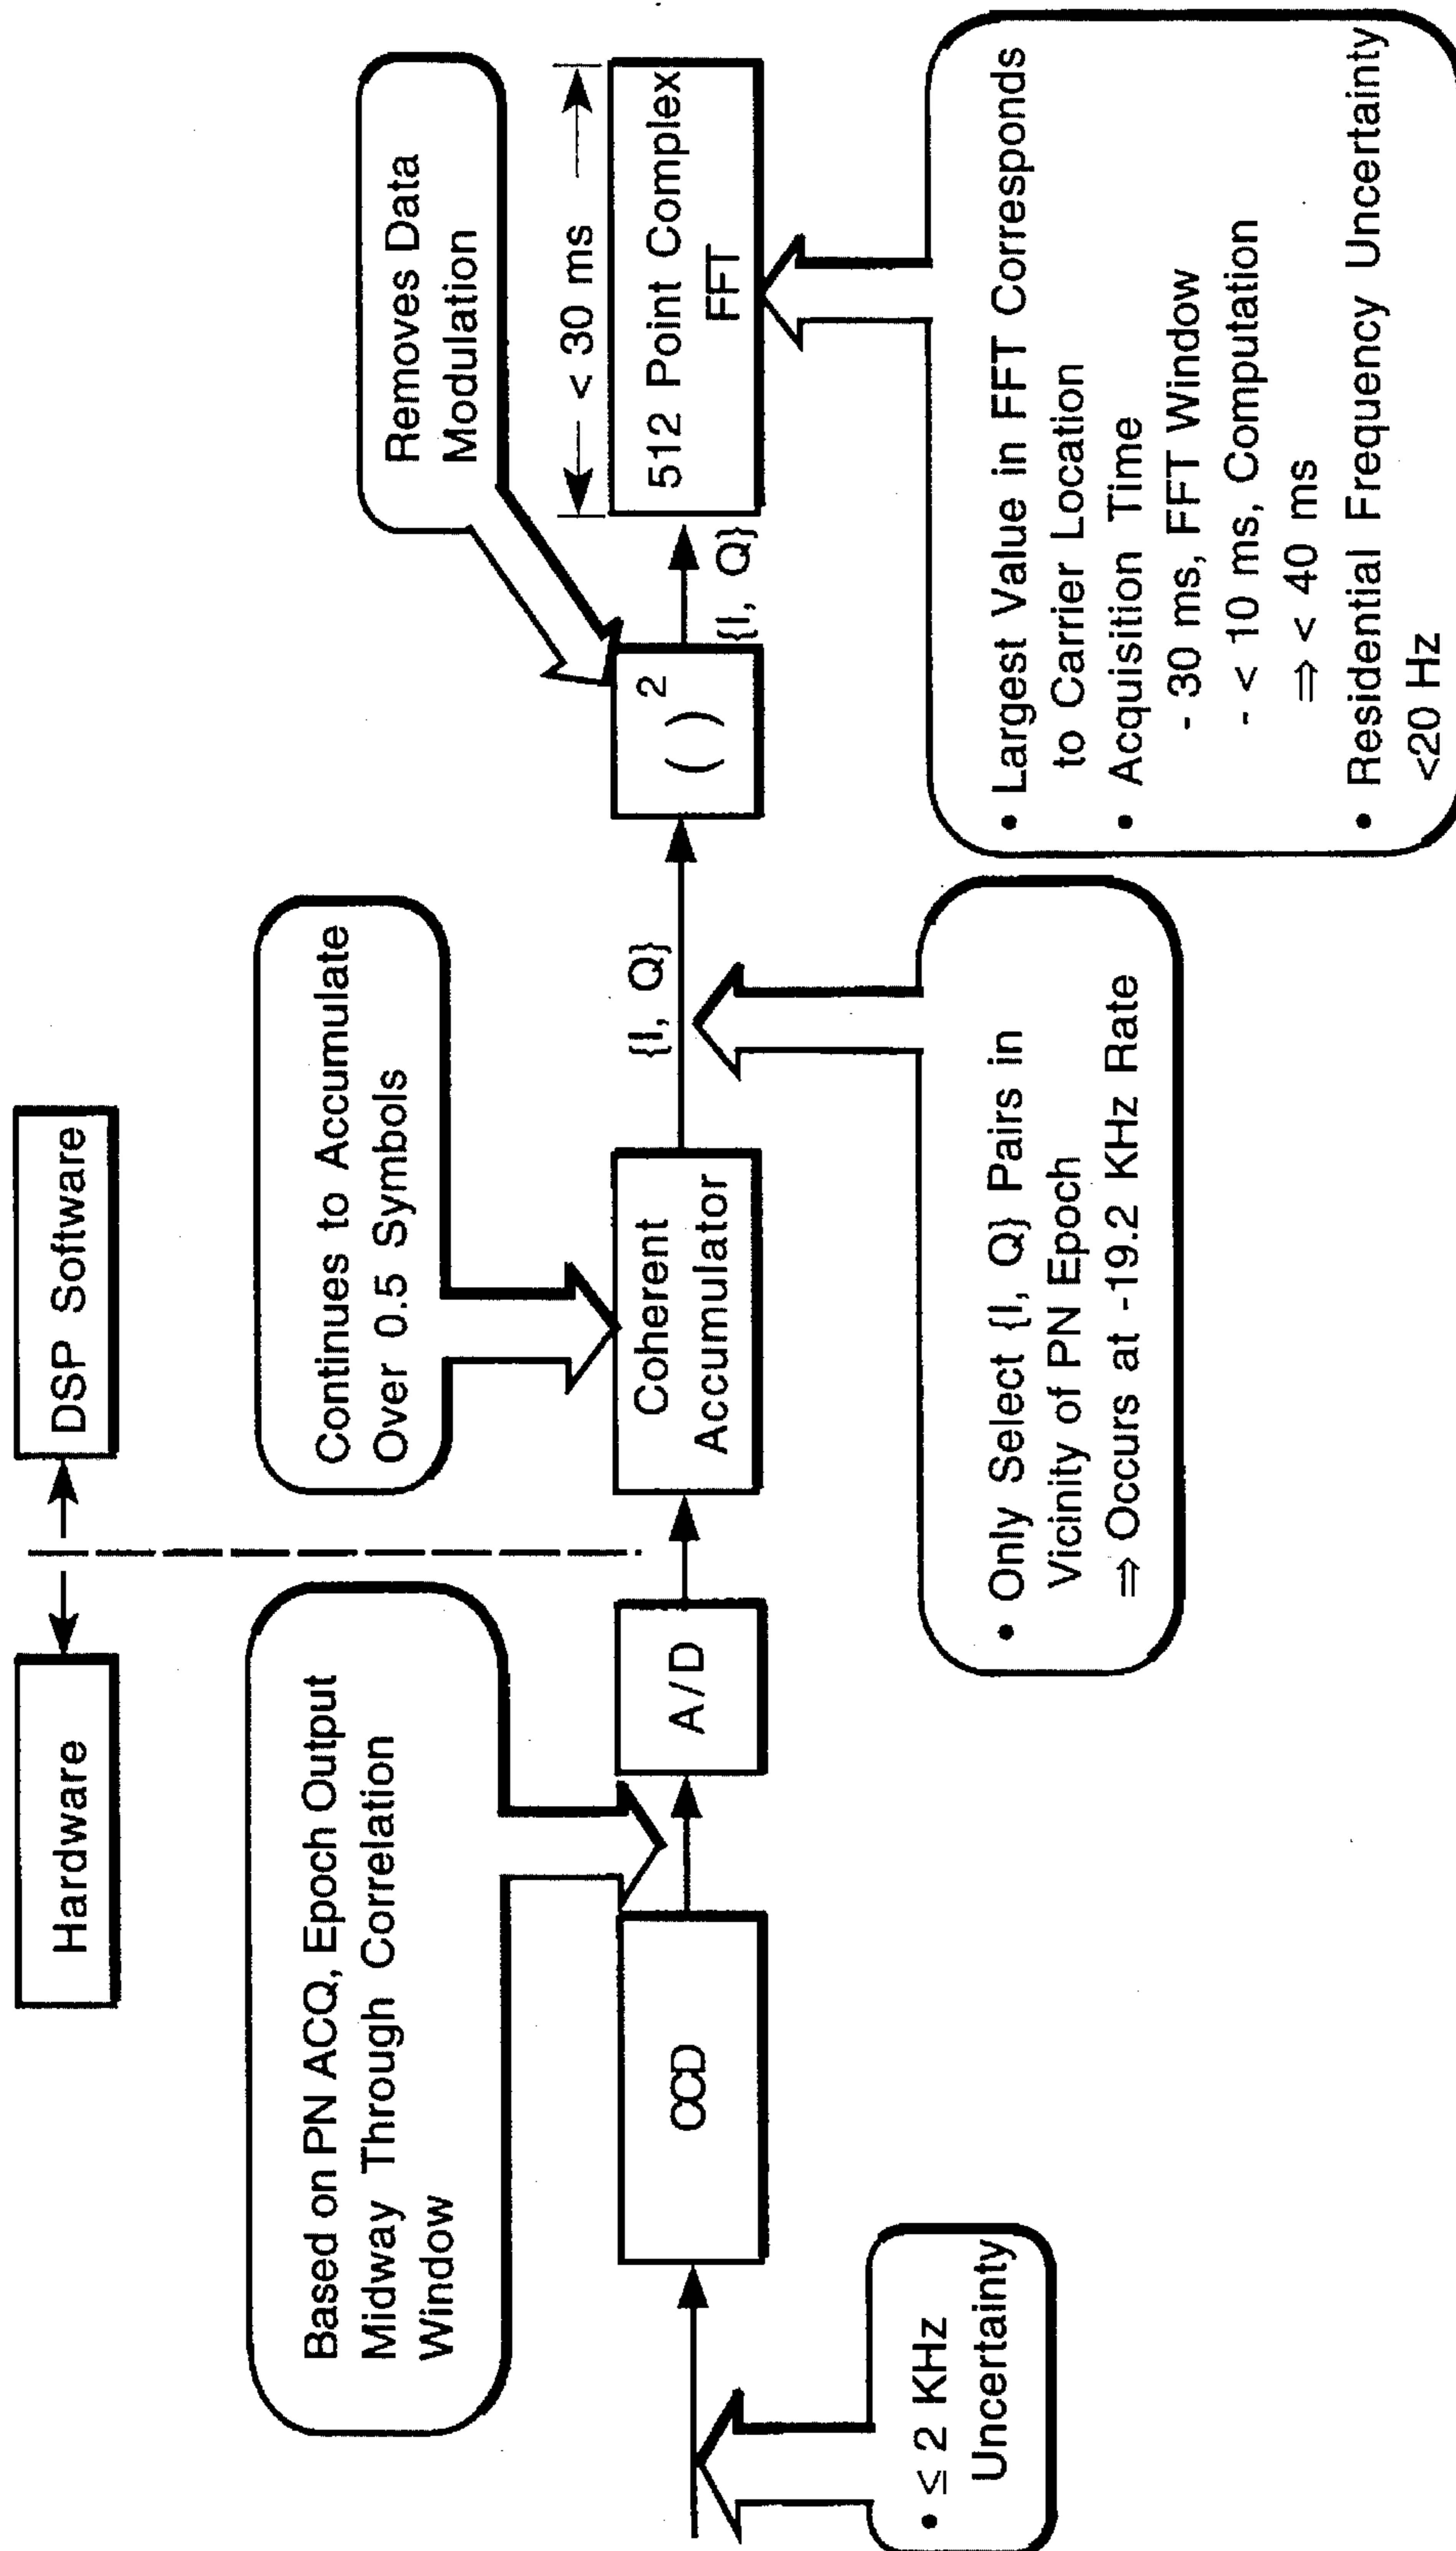 Hardware
DSP Software
Based on PN ACQ, Epoch Output
Midway Through Correlation
Window
Continues to Accumulate
Over 0.5 Symbols
Removes Data
Modulation
< 30 ms
CCD
A/D
Coherent
Accumulator
{I, Q}
( )²
{I, Q}
512 Point Complex
FFT
• ≤ 2 KHz
Uncertainty
• Only Select {I, Q} Pairs in
Vicinity of PN Epoch
⇒ Occurs at -19.2 KHz Rate
• Largest Value in FFT Corresponds
to Carrier Location
• Acquisition Time
- 30 ms, FFT Window
- < 10 ms, Computation
⇒ < 40 ms
• Residential Frequency Uncertainty
<20 Hz